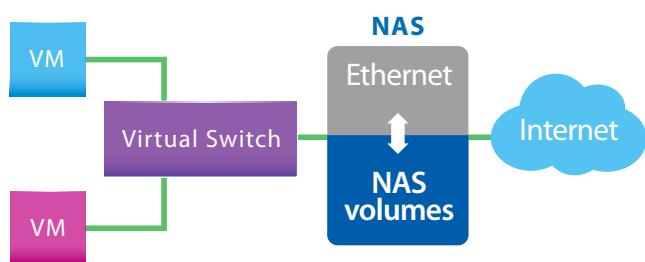 NAS
VM
Ethernet
Virtual Switch
Internet
NAS
volumes
VM